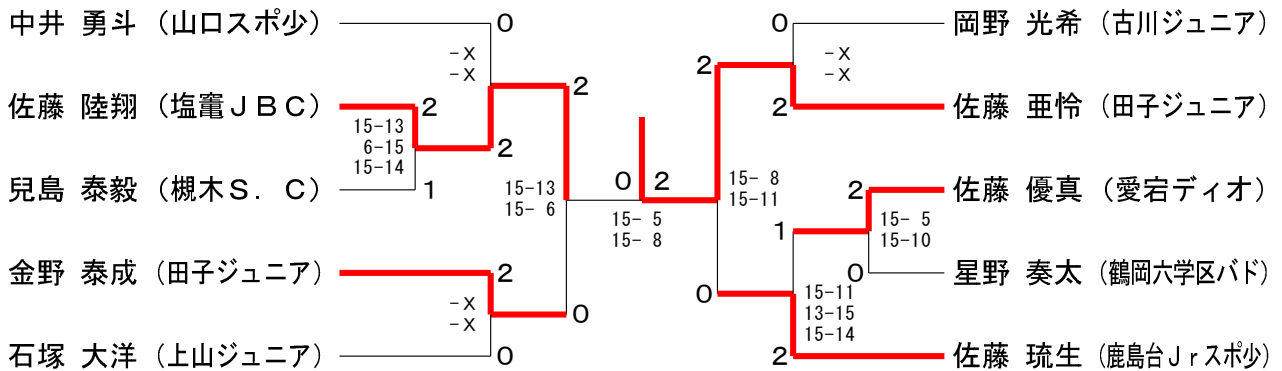 中井 勇斗 （山口スポ少）
0
-X
-X
佐藤 陸翔 （塩竈ＪＢＣ）
2
2
15-13
6-15
15-14
2
兒島 泰毅 （槻木Ｓ．Ｃ）
1
15-13
15- 6
金野 泰成 （田子ジュニア）
2
-X
-X
0
石塚 大洋 （上山ジュニア）
0
0 2
15- 5
15- 8
岡野 光希 （古川ジュニア）
0
-X
-X
2
佐藤 亜怜 （田子ジュニア）
2
15- 8
15-11
佐藤 優真 （愛宕ディオ）
2
15- 5
15-10
1
星野 奏太 （鶴岡六学区バド）
0
0
15-11
13-15
15-14
佐藤 琉生 （鹿島台Ｊｒスポ少）
2